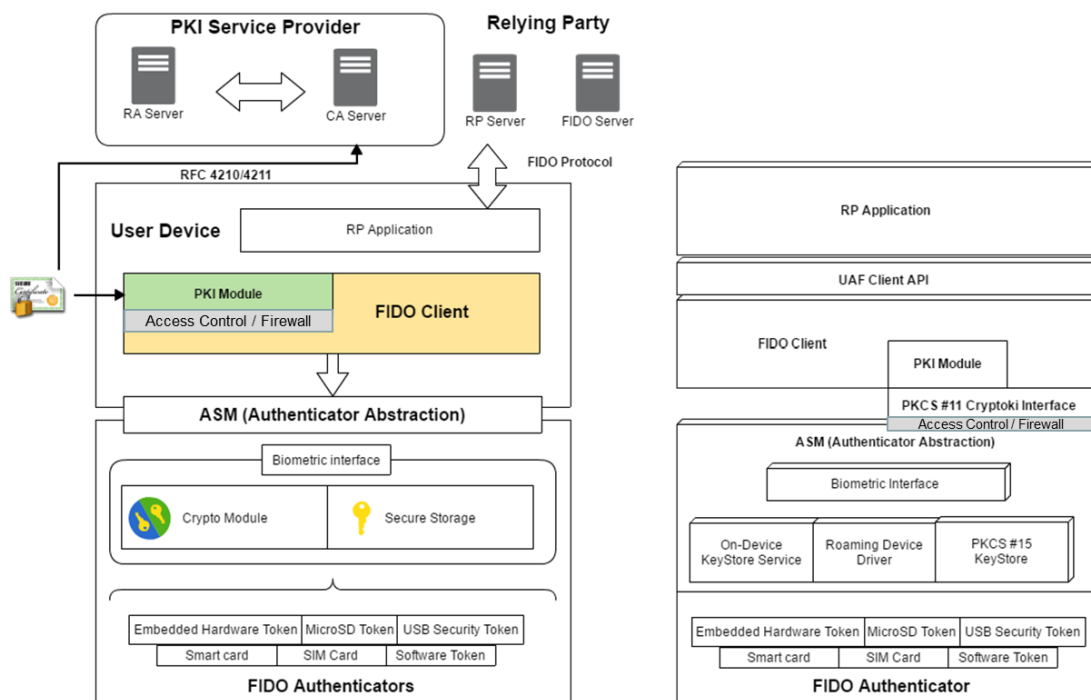 PKI Service Provider
RA Server
CA Server
Relying Party
RP Server
FIDO Server
FIDO Protocol
RFC 4210/4211
User Device
RP Application
PKI Module
Access Control / Firewall
FIDO Client
ASM (Authenticator Abstraction)
Biometric interface
Crypto Module
Secure Storage
Embedded Hardware Token
MicroSD Token
USB Security Token
Smart card
SIM Card
Software Token
FIDO Authenticators
RP Application
UAF Client API
FIDO Client
PKI Module
PKCS #11 Cryptoki Interface
Access Control / Firewall
ASM (Authenticator Abstraction)
Biometric Interface
On-Device
KeyStore Service
Roaming Device
Driver
PKCS #15
KeyStore
Embedded Hardware Token
MicroSD Token
USB Security Token
Smart card
SIM Card
Software Token
FIDO Authenticator